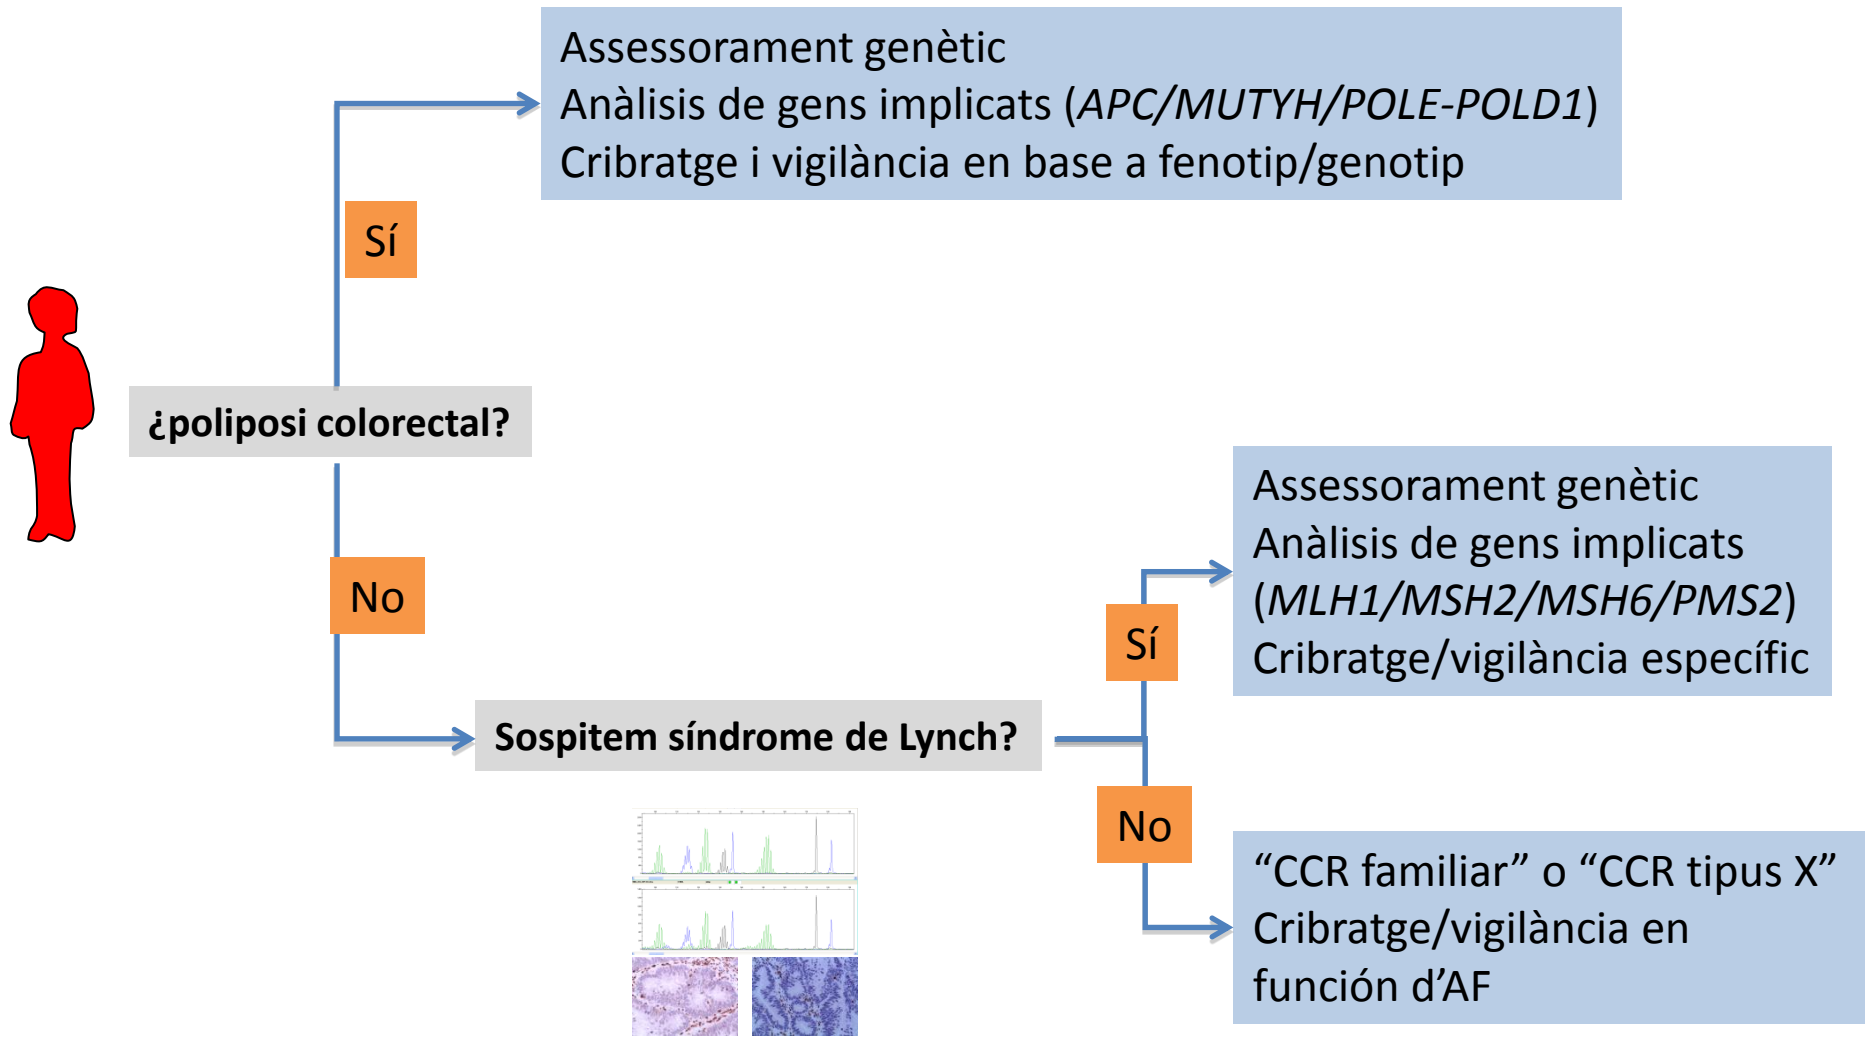 Assessorament genètic
Anàlisis de gens implicats (APC/MUTYH/POLE-POLD1)
Cribratge i vigilància en base a fenotip/genotip
Sí
¿poliposi colorectal?
No
Assessorament genètic
Anàlisis de gens implicats
(MLH1/MSH2/MSH6/PMS2)
Cribratge/vigilància específic
Sí
Sospitem síndrome de Lynch?
No
“CCR familiar” o “CCR tipus X”
Cribratge/vigilància en
función d’AF